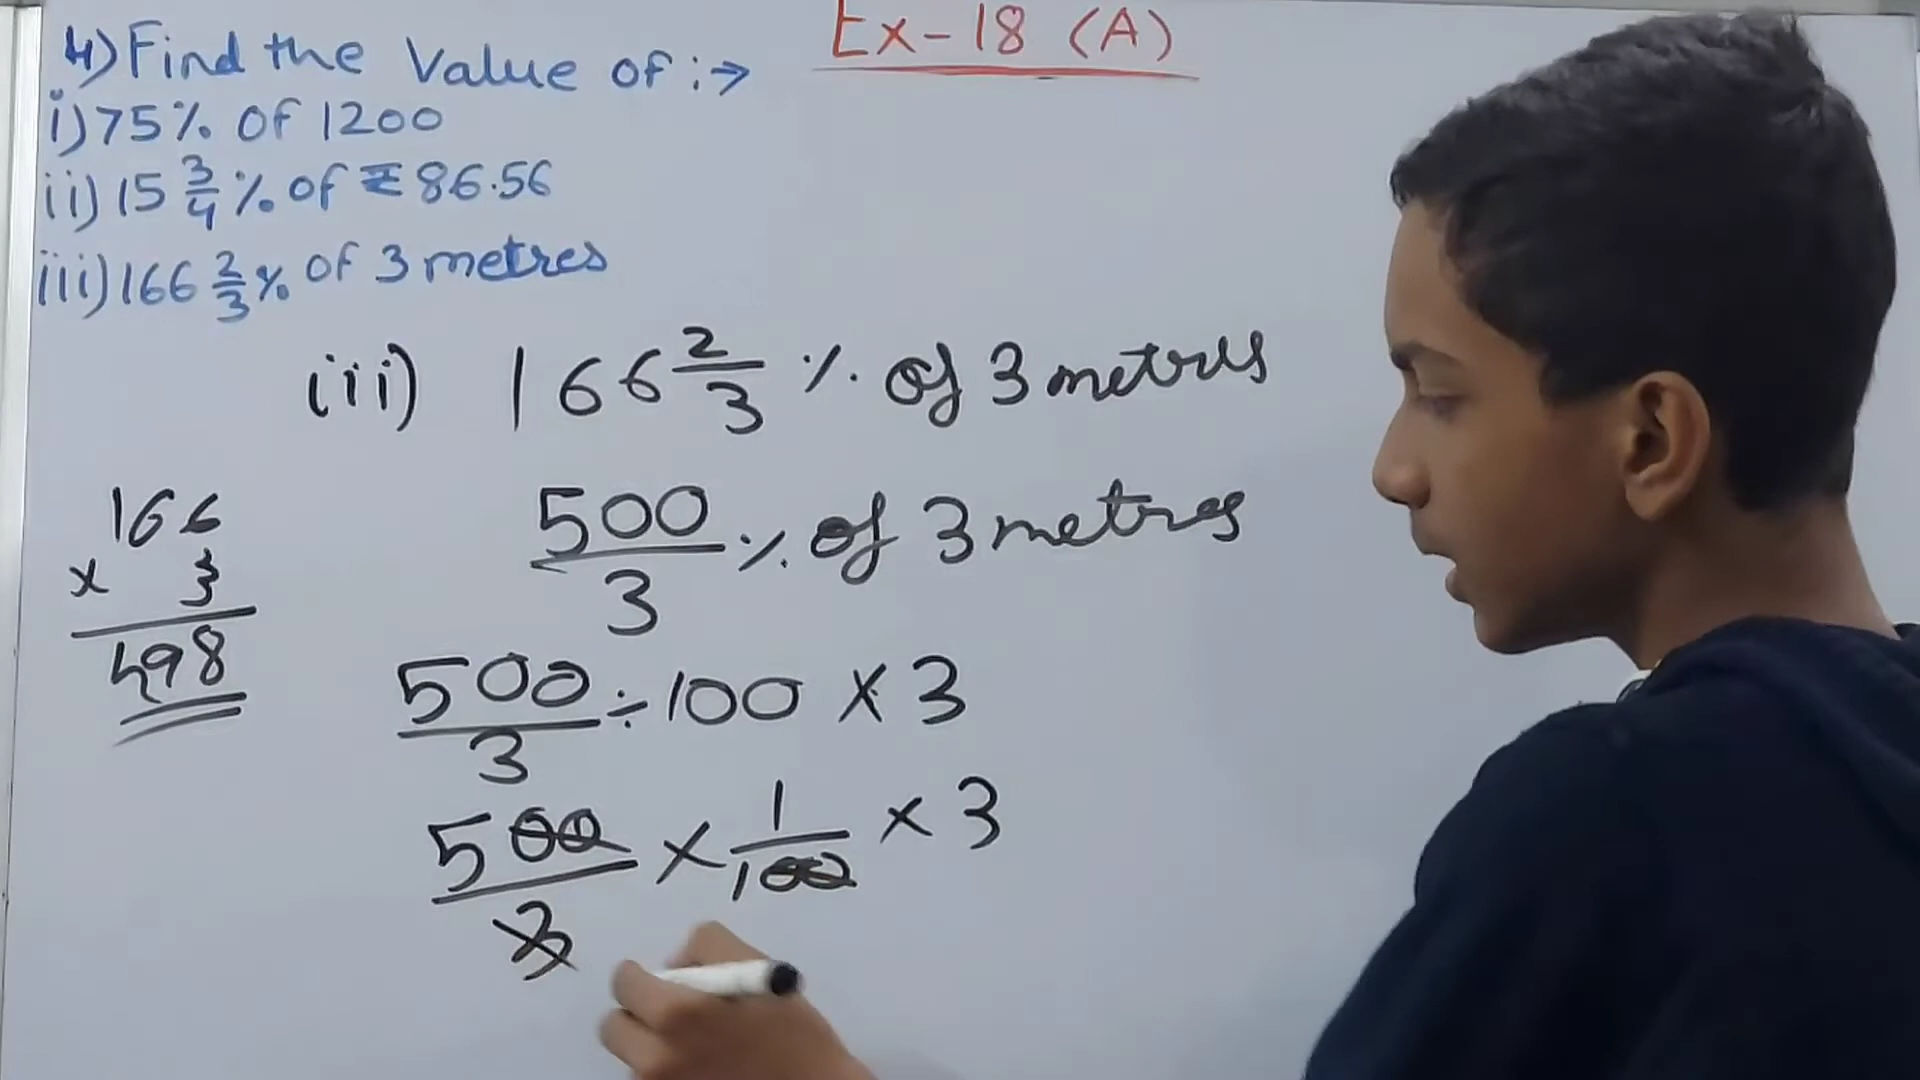 Ex-18 (A)
4) Find the Value of :→
i) 75% of 1200
ii) 15 3/4 % of ₹ 86.56
iii) 166 2/3 % of 3 metres
iii) 166 2/3 % of 3 metres
500/3 % of 3 metres
166
x 3
498
500/3 ÷ 100 × 3
500/3 × 1/100 × 3